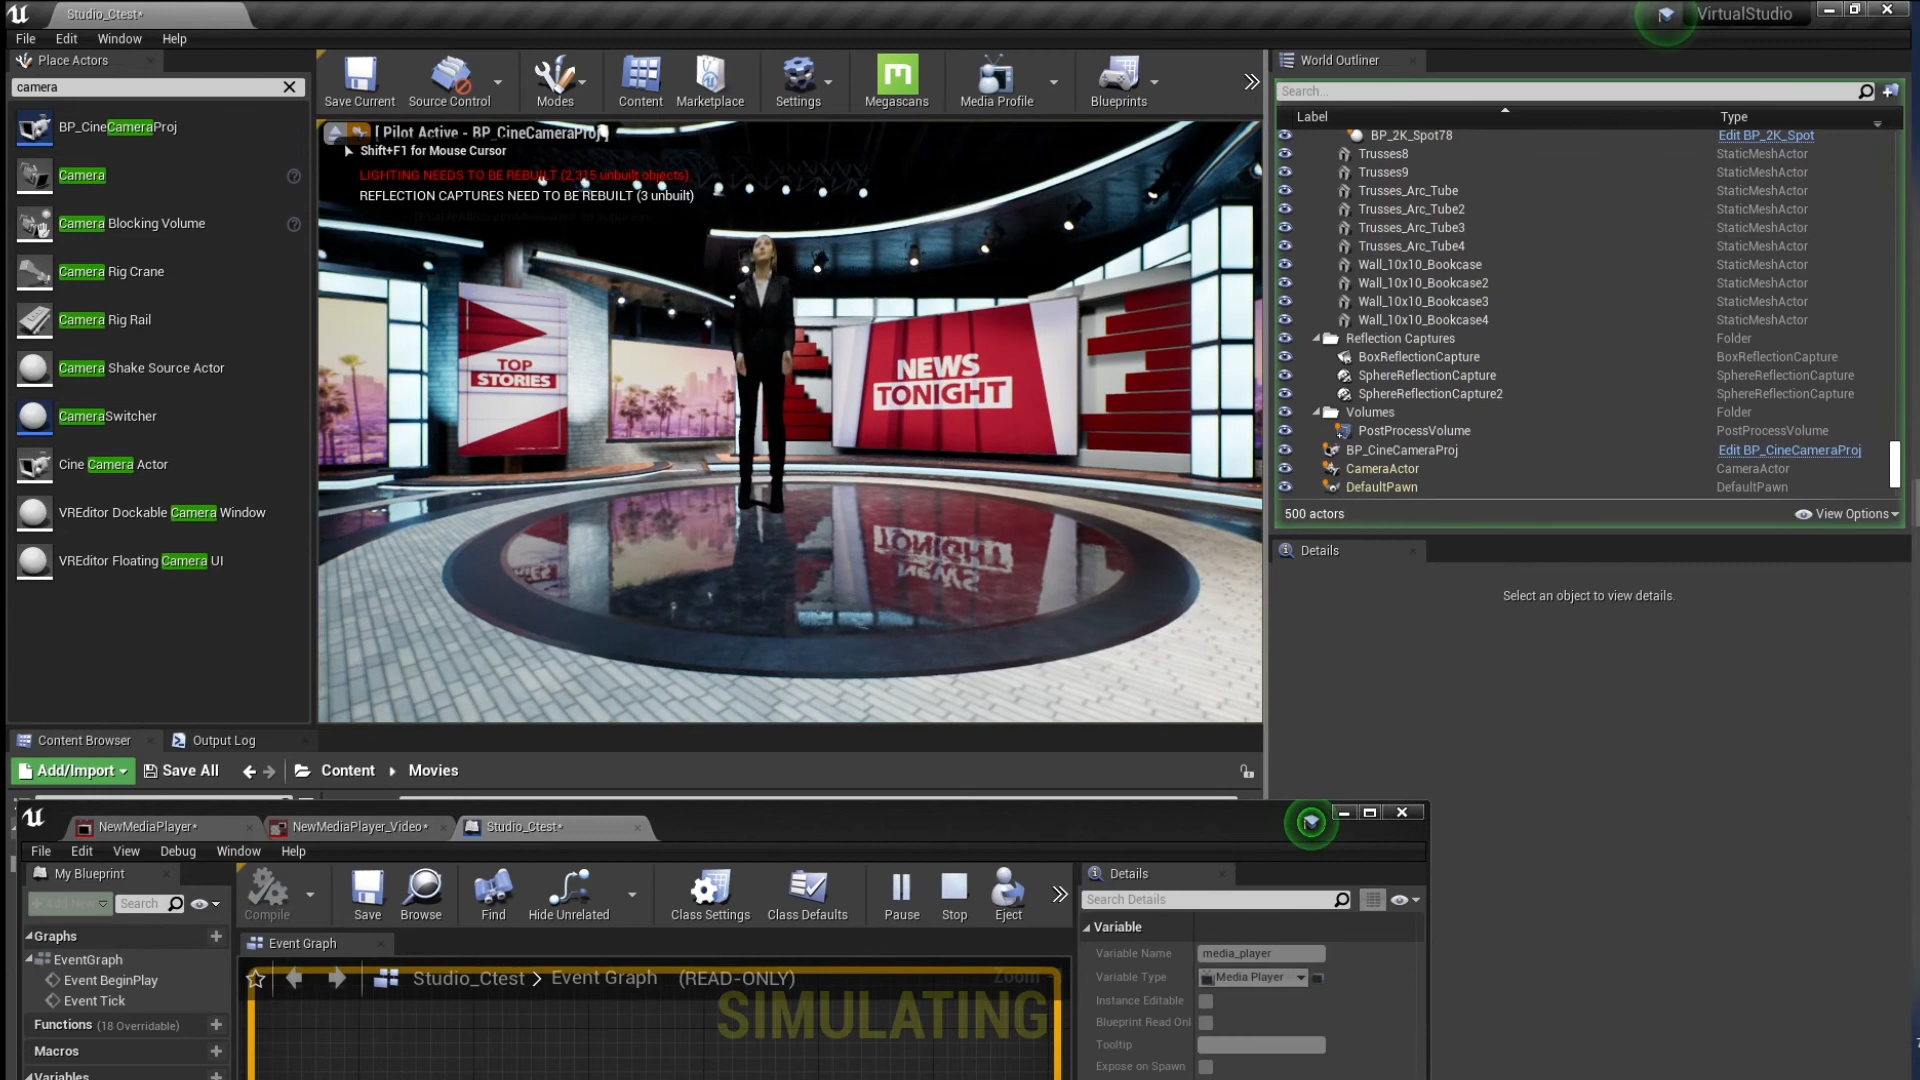 Studio_Ctest*
VirtualStudio
File Edit Window Help
Place Actors
camera
BP_CineCameraProj
Camera
Camera Blocking Volume
Camera Rig Crane
Camera Rig Rail
Camera Shake Source Actor
CameraSwitcher
Cine Camera Actor
VREditor Dockable Camera Window
VREditor Floating Camera UI
Save Current
Source Control
Modes
Content
Marketplace
Settings
Megascans
Media Profile
Blueprints
[ Pilot Active - BP_CineCameraProj ]
Shift+F1 for Mouse Cursor
LIGHTING NEEDS TO BE REBUILT (2,315 unbuilt objects)
REFLECTION CAPTURES NEED TO BE REBUILT (3 unbuilt)
TOP
STORIES
NEWS
TONIGHT
World Outliner
Search...
Label Type
BP_2K_Spot78 Edit BP_2K_Spot
Trusses8 StaticMeshActor
Trusses9 StaticMeshActor
Trusses_Arc_Tube StaticMeshActor
Trusses_Arc_Tube2 StaticMeshActor
Trusses_Arc_Tube3 StaticMeshActor
Trusses_Arc_Tube4 StaticMeshActor
Wall_10x10_Bookcase StaticMeshActor
Wall_10x10_Bookcase2 StaticMeshActor
Wall_10x10_Bookcase3 StaticMeshActor
Wall_10x10_Bookcase4 StaticMeshActor
Reflection Captures Folder
BoxReflectionCapture BoxReflectionCapture
SphereReflectionCapture SphereReflectionCapture
SphereReflectionCapture2 SphereReflectionCapture
Volumes Folder
PostProcessVolume PostProcessVolume
BP_CineCameraProj Edit BP_CineCameraProj
CameraActor CameraActor
DefaultPawn DefaultPawn
500 actors
View Options
Details
Select an object to view details.
Content Browser
Output Log
Add/Import
Save All
Content
Movies
NewMediaPlayer*
NewMediaPlayer_Video*
Studio_Ctest*
File Edit View Debug Window Help
My Blueprint
Add New
Search
Graphs
EventGraph
Event BeginPlay
Event Tick
Functions (18 Overridable)
Macros
Variables
Compile
Save
Browse
Find
Hide Unrelated
Class Settings
Class Defaults
Pause
Stop
Eject
Event Graph
Studio_Ctest > Event Graph (READ-ONLY)
Zoom
SIMULATING
Details
Search Details
Variable
Variable Name media_player
Variable Type Media Player
Instance Editable
Blueprint Read Onl
Tooltip
Expose on Spawn